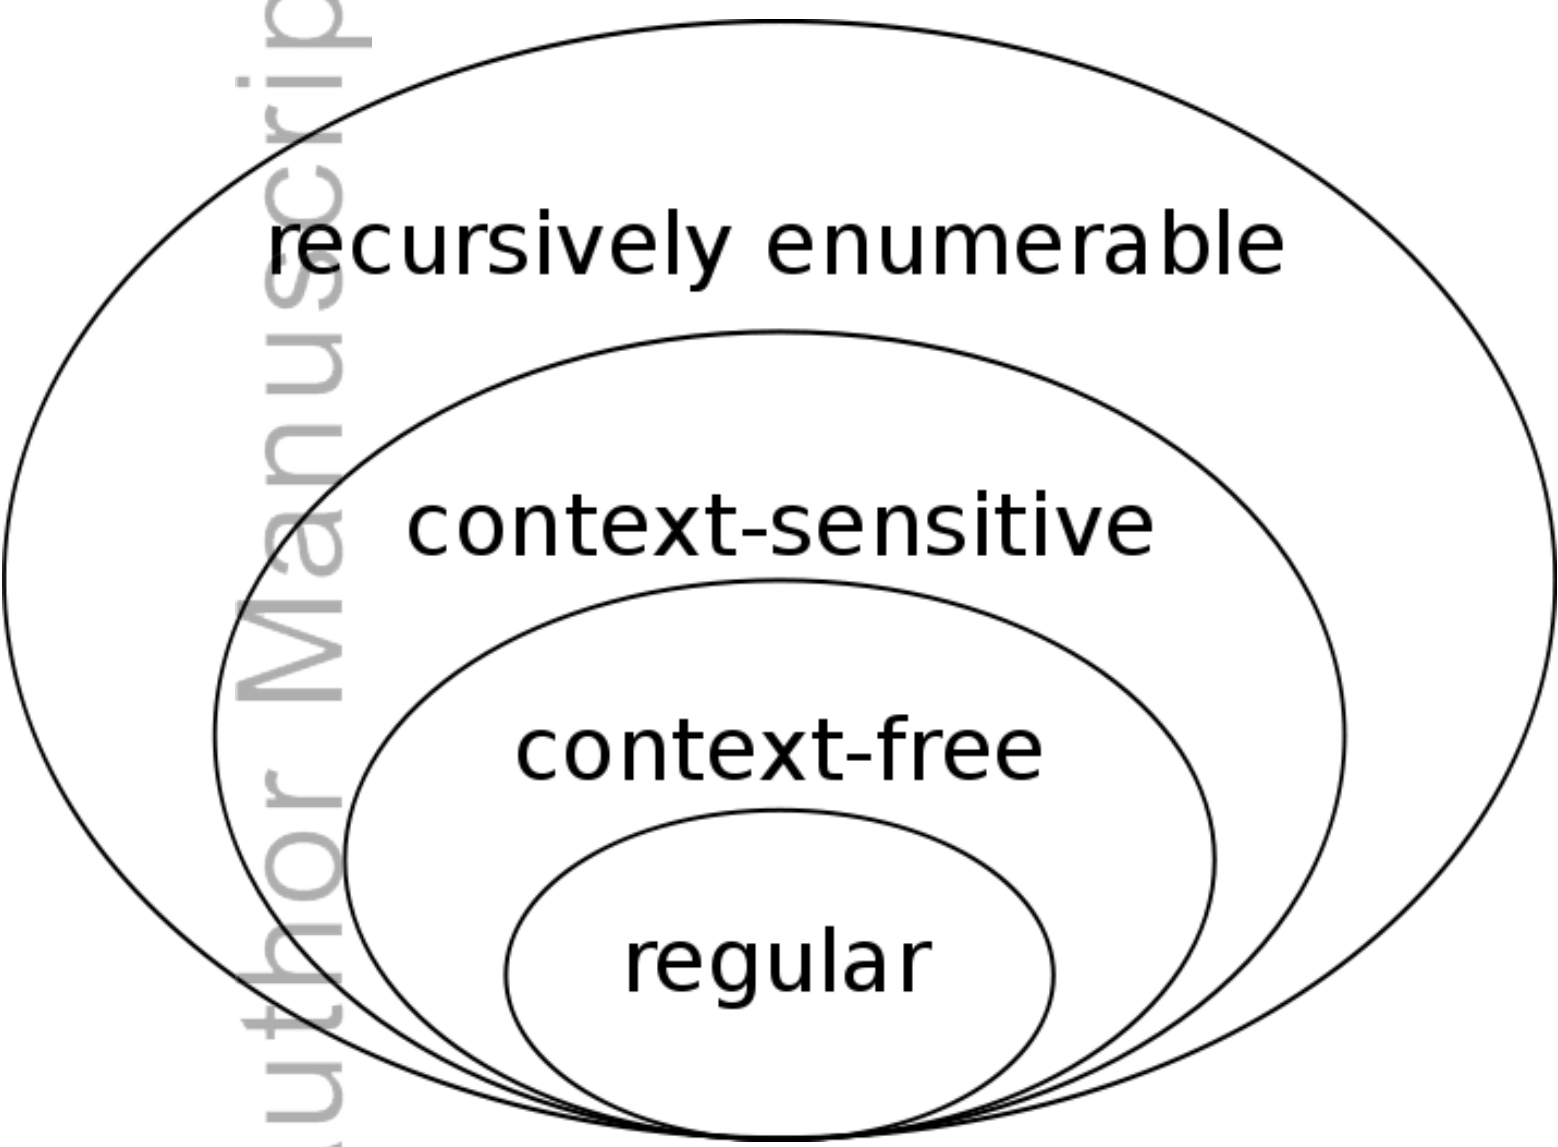 recursively enumerable
context-sensitive
context-free
regular
uthor Manuscrip